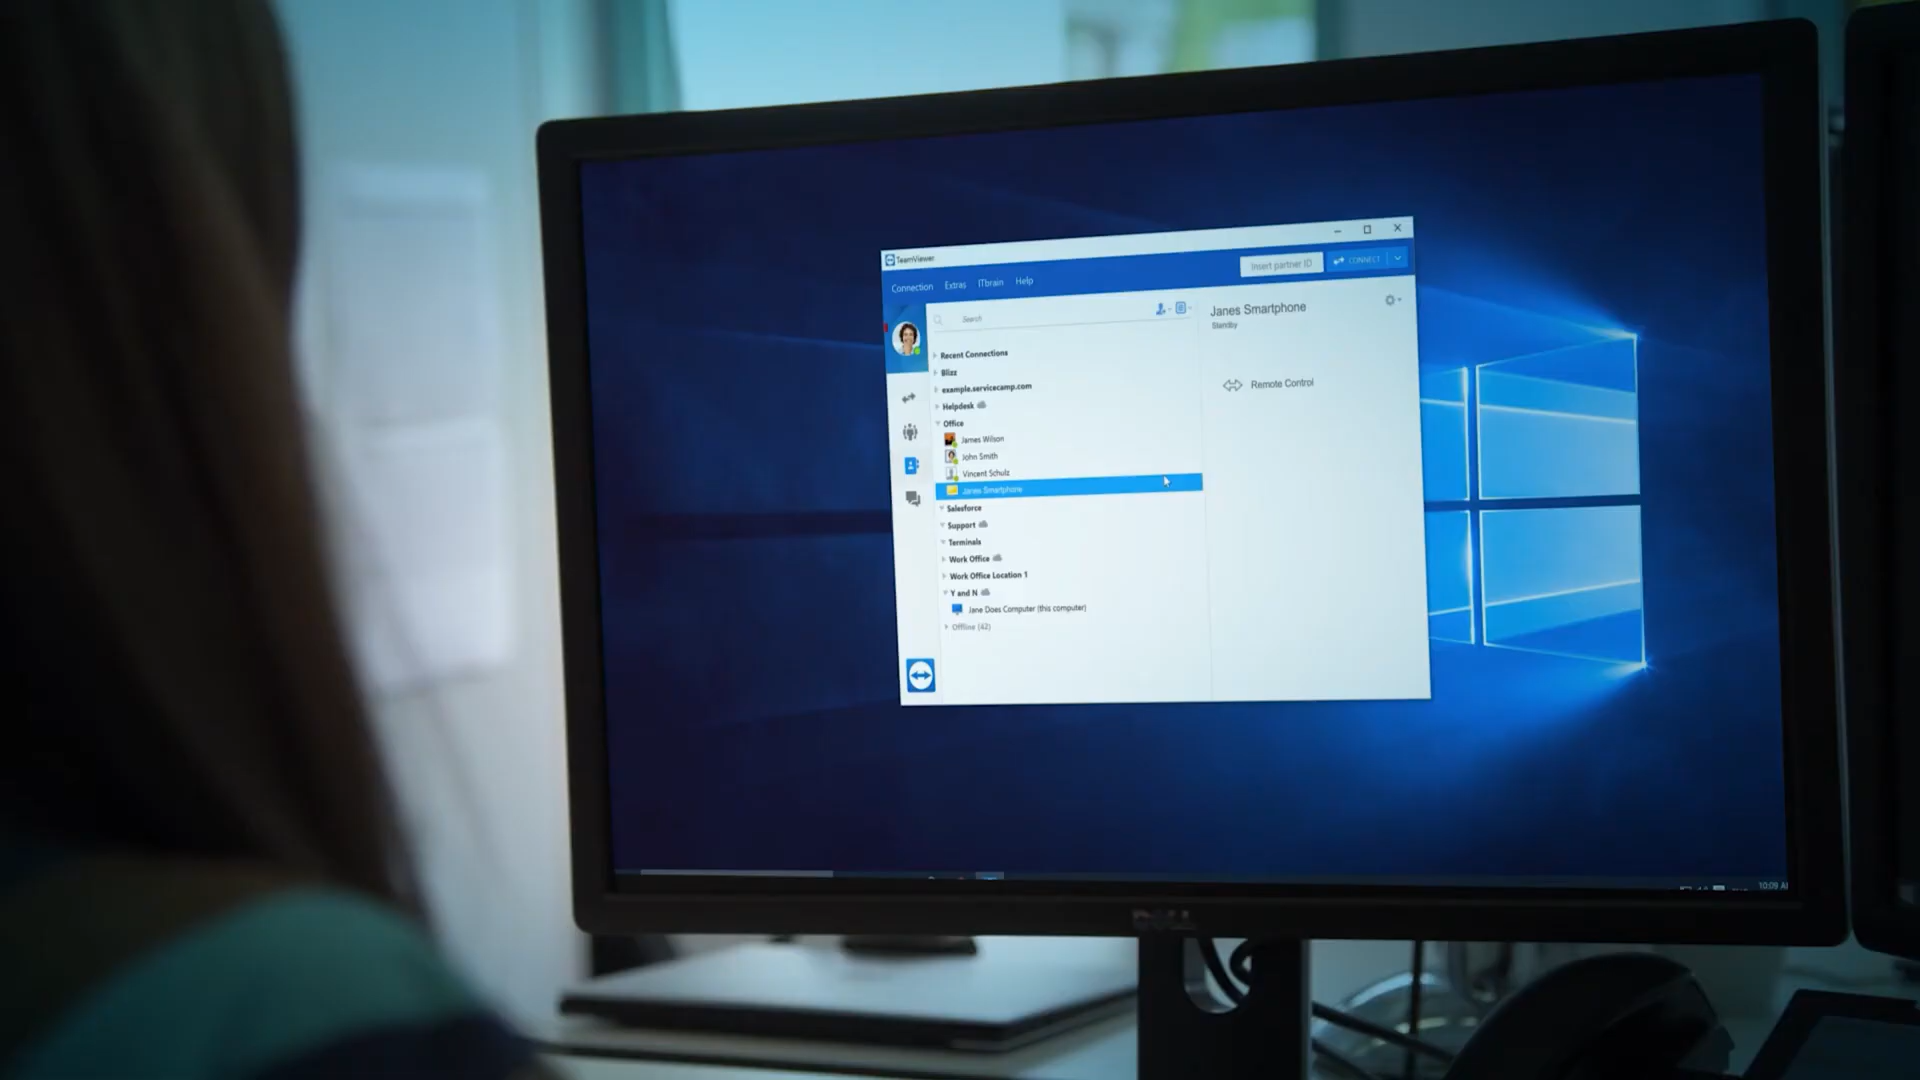 TeamViewer
Connection Extras ITbrain Help
Insert partner ID CONNECT
Search
Janes Smartphone
Standby
Remote Control
Recent Connections
Blizz
example.servicecamp.com
Helpdesk
Office
James Wilson
John Smith
Vincent Schulz
Janes Smartphone
Salesforce
Support
Terminals
Work Office
Work Office Location 1
Y and N
Jane Does Computer (this computer)
Offline (42)
10:09 A
DELL